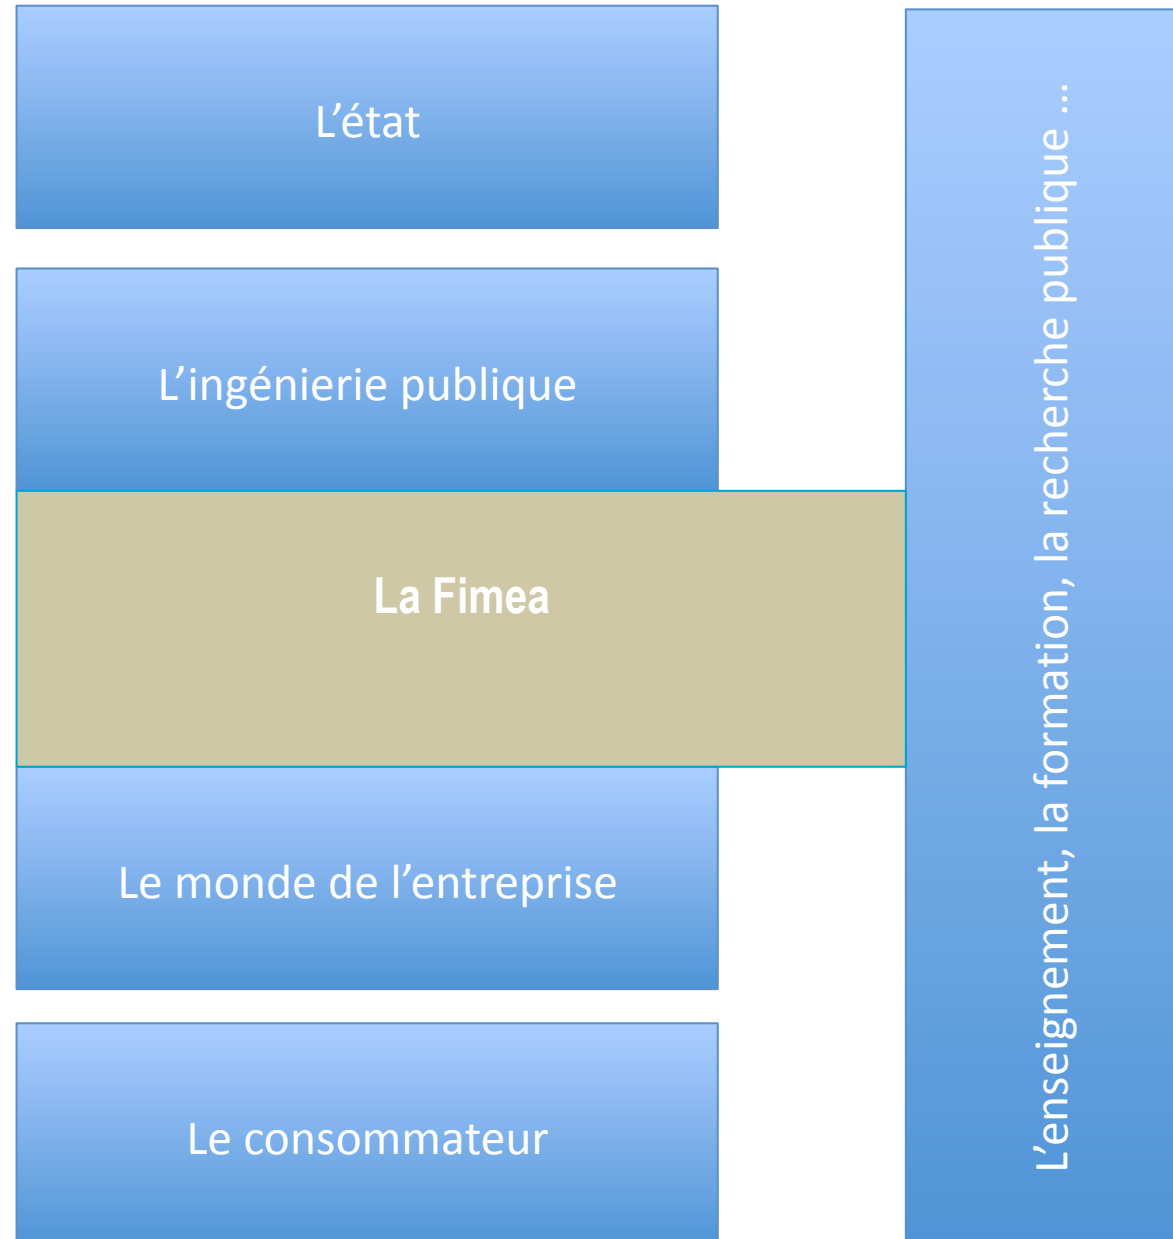 L’état
L’ingénierie publique
La Fimea
Le monde de l’entreprise
Le consommateur
L’enseignement, la formation, la recherche publique ...